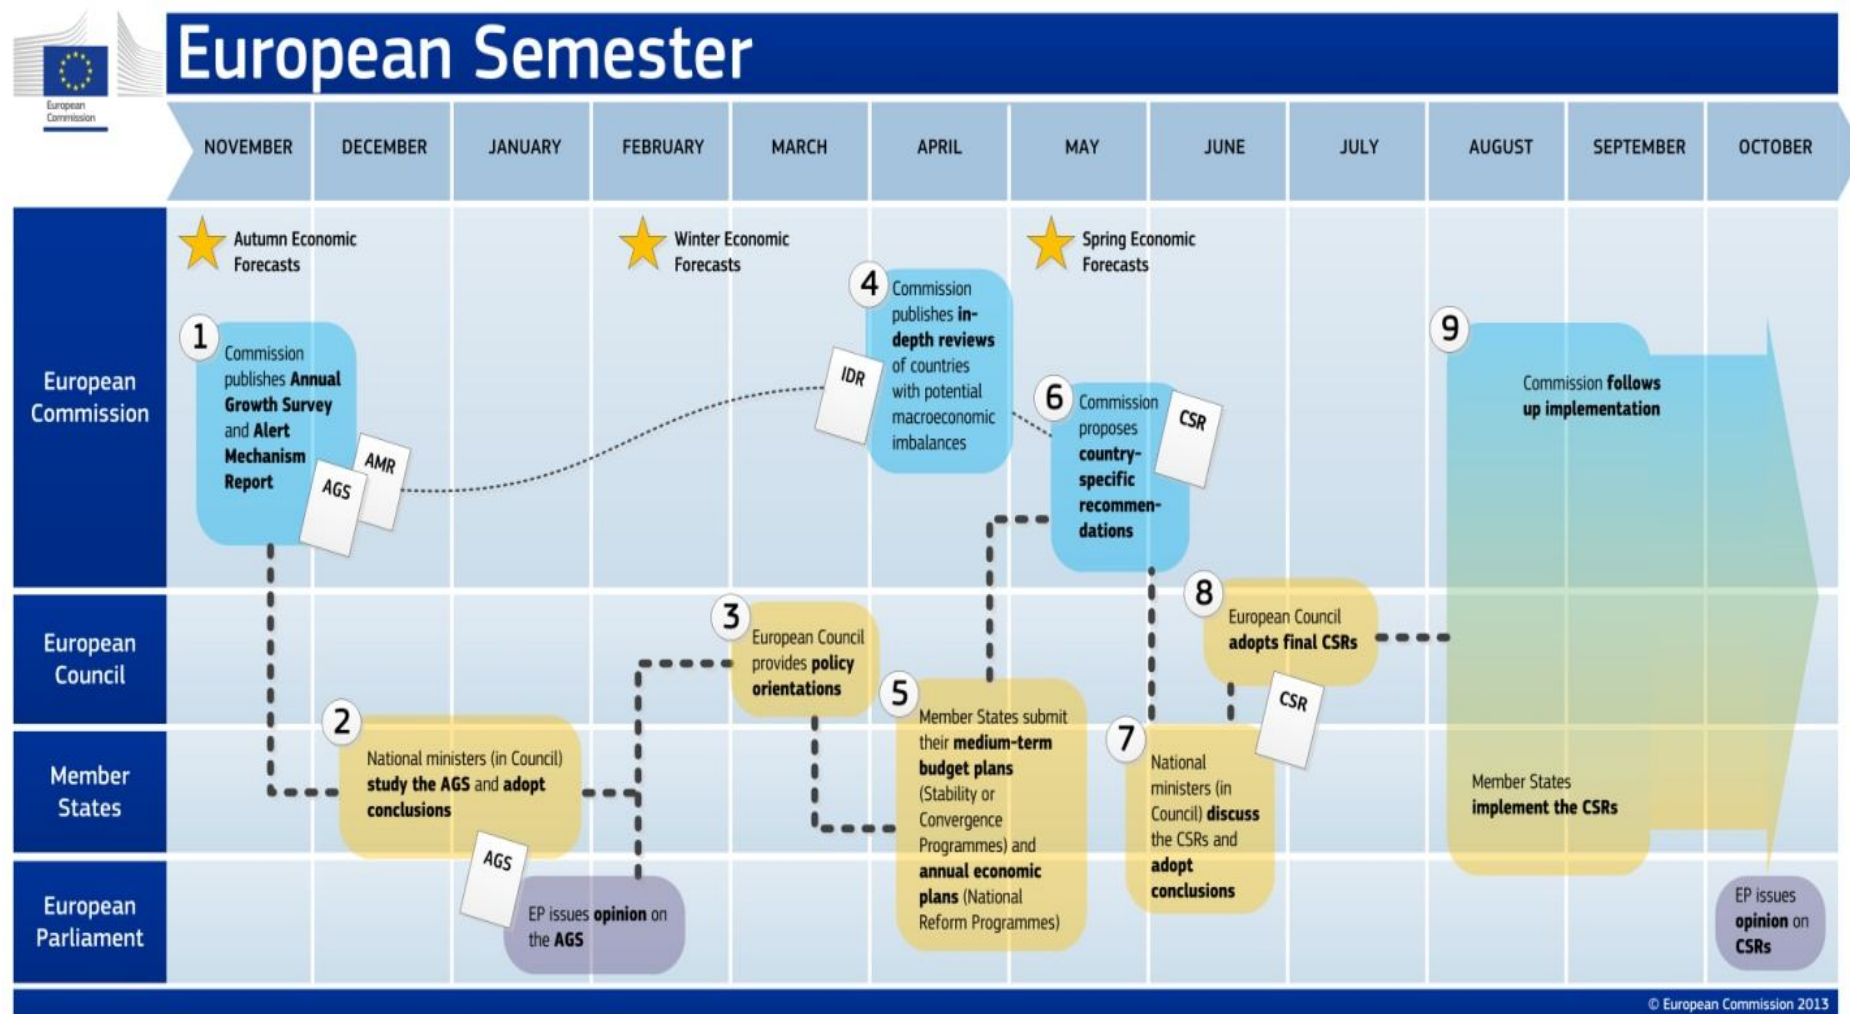 European Semester
European
Commission
NOVEMBER
DECEMBER
JANUARY
FEBRUARY
MARCH
APRIL
MAY
JUNE
JULY
AUGUST
SEPTEMBER
OCTOBER
European
Commission
Autumn Economic
Forecasts
Winter Economic
Forecasts
Spring Economic
Forecasts
1
Commission
publishes Annual
Growth Survey
and Alert
Mechanism
Report
AMR
AGS
IDR
4
Commission
publishes in-
depth reviews
of countries
with potential
macroeconomic
imbalances
6
Commission
proposes
country-
specific
recommen-
dations
CSR
9
Commission follows
up implementation
European
Council
3
European Council
provides policy
orientations
8
European Council
adopts final CSRs
CSR
Member
States
2
National ministers (in Council)
study the AGS and adopt
conclusions
AGS
5
Member States submit
their medium-term
budget plans
(Stability or
Convergence
Programmes) and
annual economic
plans (National
Reform Programmes)
7
National
ministers (in
Council) discuss
the CSRs and
adopt
conclusions
Member States
implement the CSRs
European
Parliament
EP issues opinion on
the AGS
EP issues
opinion on
CSRs
© European Commission 2013